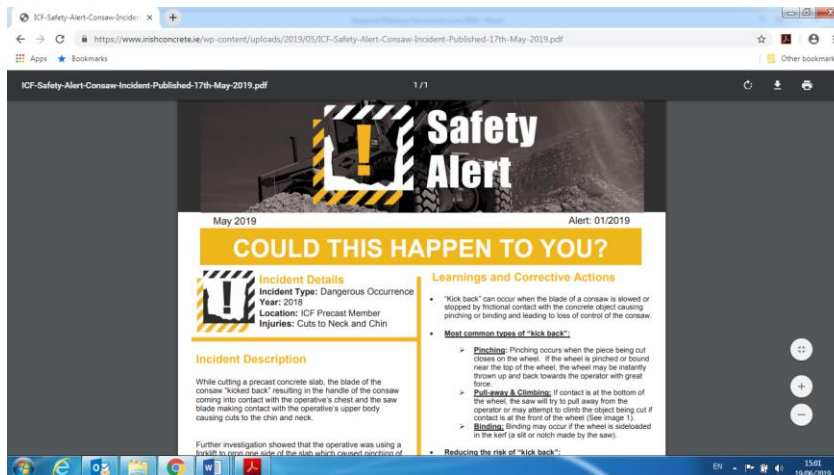 ICF-Safety-Alert-Consaw-Inciden
https://www.irishconcrete.ie/wp-content/uploads/2019/05/ICF-Safety-Alert-Consaw-Incident-Published-17th-May-2019.pdf
Apps Bookmarks Other bookmark
ICF-Safety-Alert-Consaw-Incident-Published-17th-May-2019.pdf 1 / 1
Safety
Alert
May 2019 Alert: 01/2019
COULD THIS HAPPEN TO YOU?
Incident Details
Incident Type: Dangerous Occurrence
Year: 2018
Location: ICF Precast Member
Injuries: Cuts to Neck and Chin
Incident Description
While cutting a precast concrete slab, the blade of the
consaw "kicked back" resulting in the handle of the consaw
coming into contact with the operative's chest and the saw
blade making contact with the operative's upper body
causing cuts to the chin and neck.
Further investigation showed that the operative was using a
forklift to prop one side of the slab which caused pinching of
Learnings and Corrective Actions
"Kick back" can occur when the blade of a consaw is slowed or
stopped by frictional contact with the concrete object causing
pinching or binding and leading to loss of control of the consaw.
Most common types of "kick back":
Pinching: Pinching occurs when the piece being cut
closes on the wheel. If the wheel is pinched or bound
near the top of the wheel, the wheel may be instantly
thrown up and back towards the operator with great
force.
Pull-away & Climbing: If contact is at the bottom of
the wheel, the saw will try to pull away from the
operator or may attempt to climb the object being cut if
contact is at the front of the wheel (See image 1).
Binding: Binding may occur if the wheel is sideloaded
in the kerf (a slit or notch made by the saw).
Reducing the risk of "kick back":
EN 15:01
19/06/2019